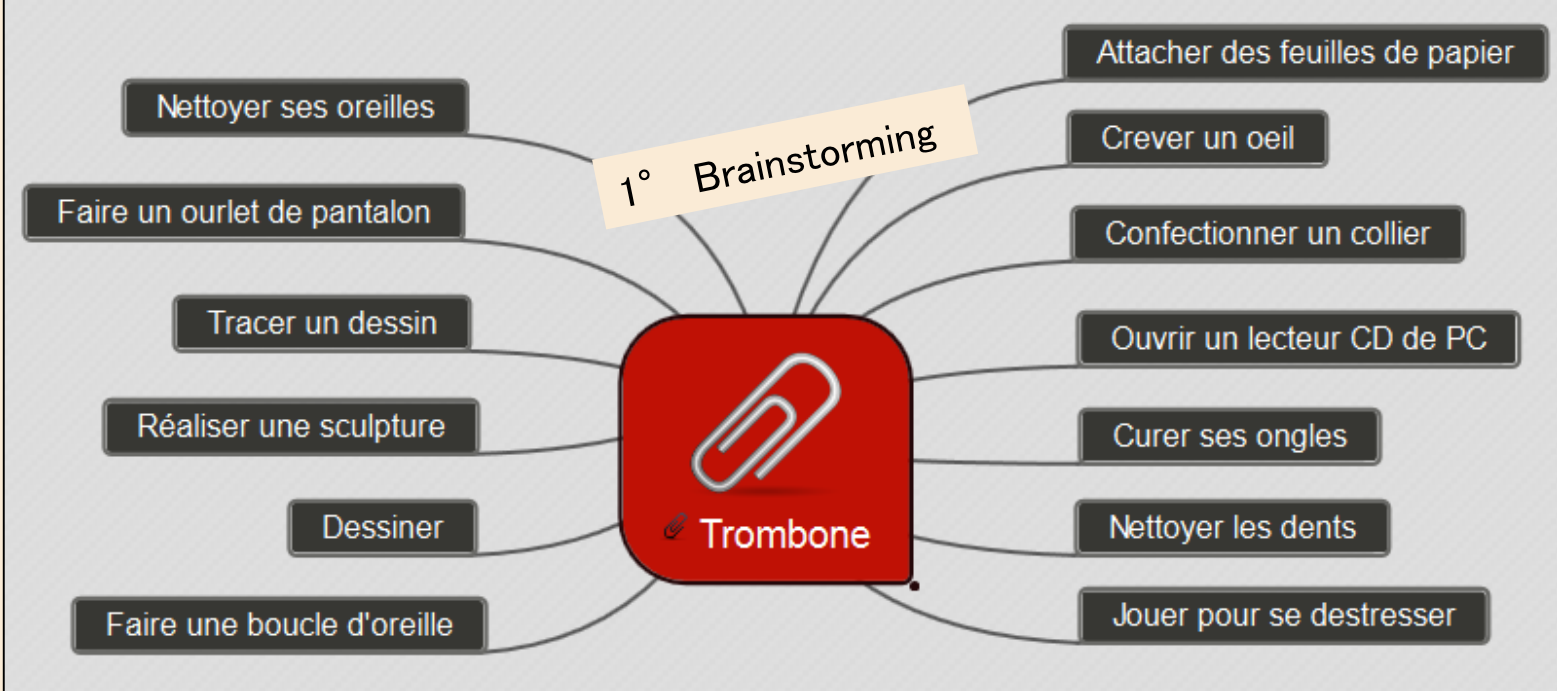 1° Brainstorming
Trombone
Attacher des feuilles de papier
Crever un oeil
Confectionner un collier
Ouvrir un lecteur CD de PC
Curer ses ongles
Nettoyer les dents
Jouer pour se destresser
Nettoyer ses oreilles
Faire un ourlet de pantalon
Tracer un dessin
Réaliser une sculpture
Dessiner
Faire une boucle d'oreille